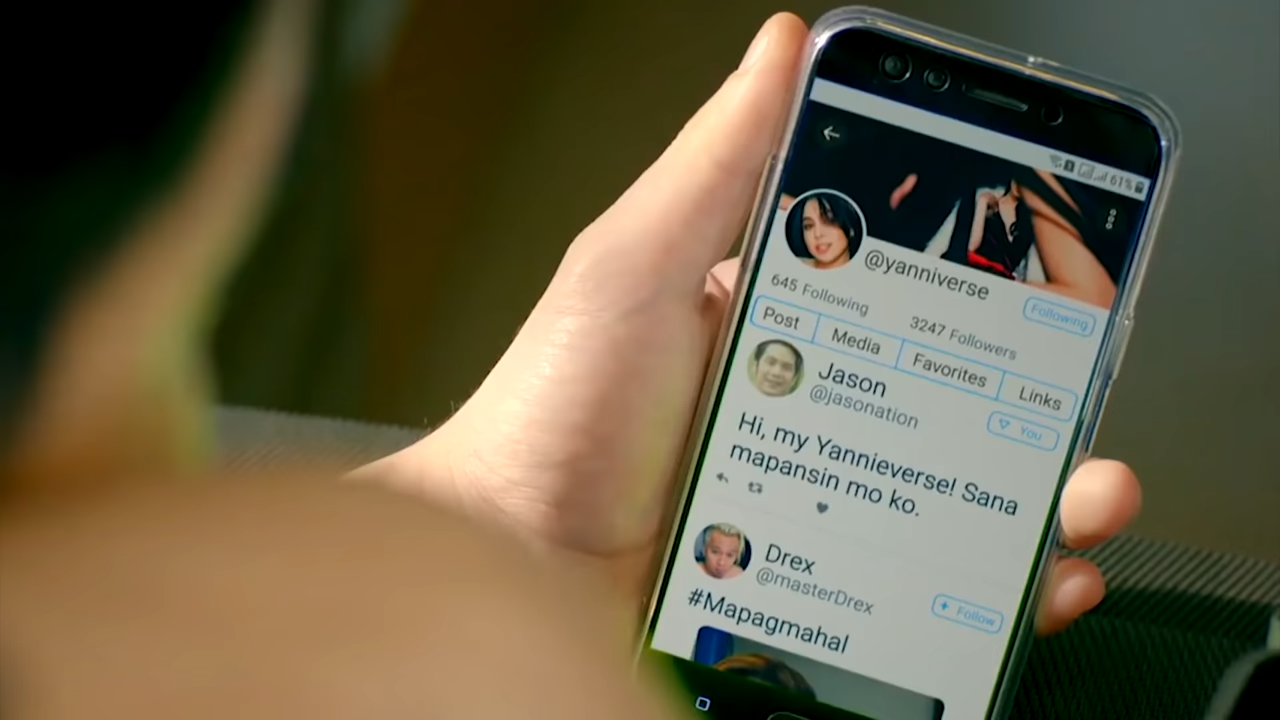 61%
@yanniverse
Following
645 Following
3247 Followers
Post
Media
Favorites
Links
Jason
@jasonation
You
Hi, my Yannieverse! Sana
mapansin mo ko.
Drex
@masterDrex
Follow
#Mapagmahal